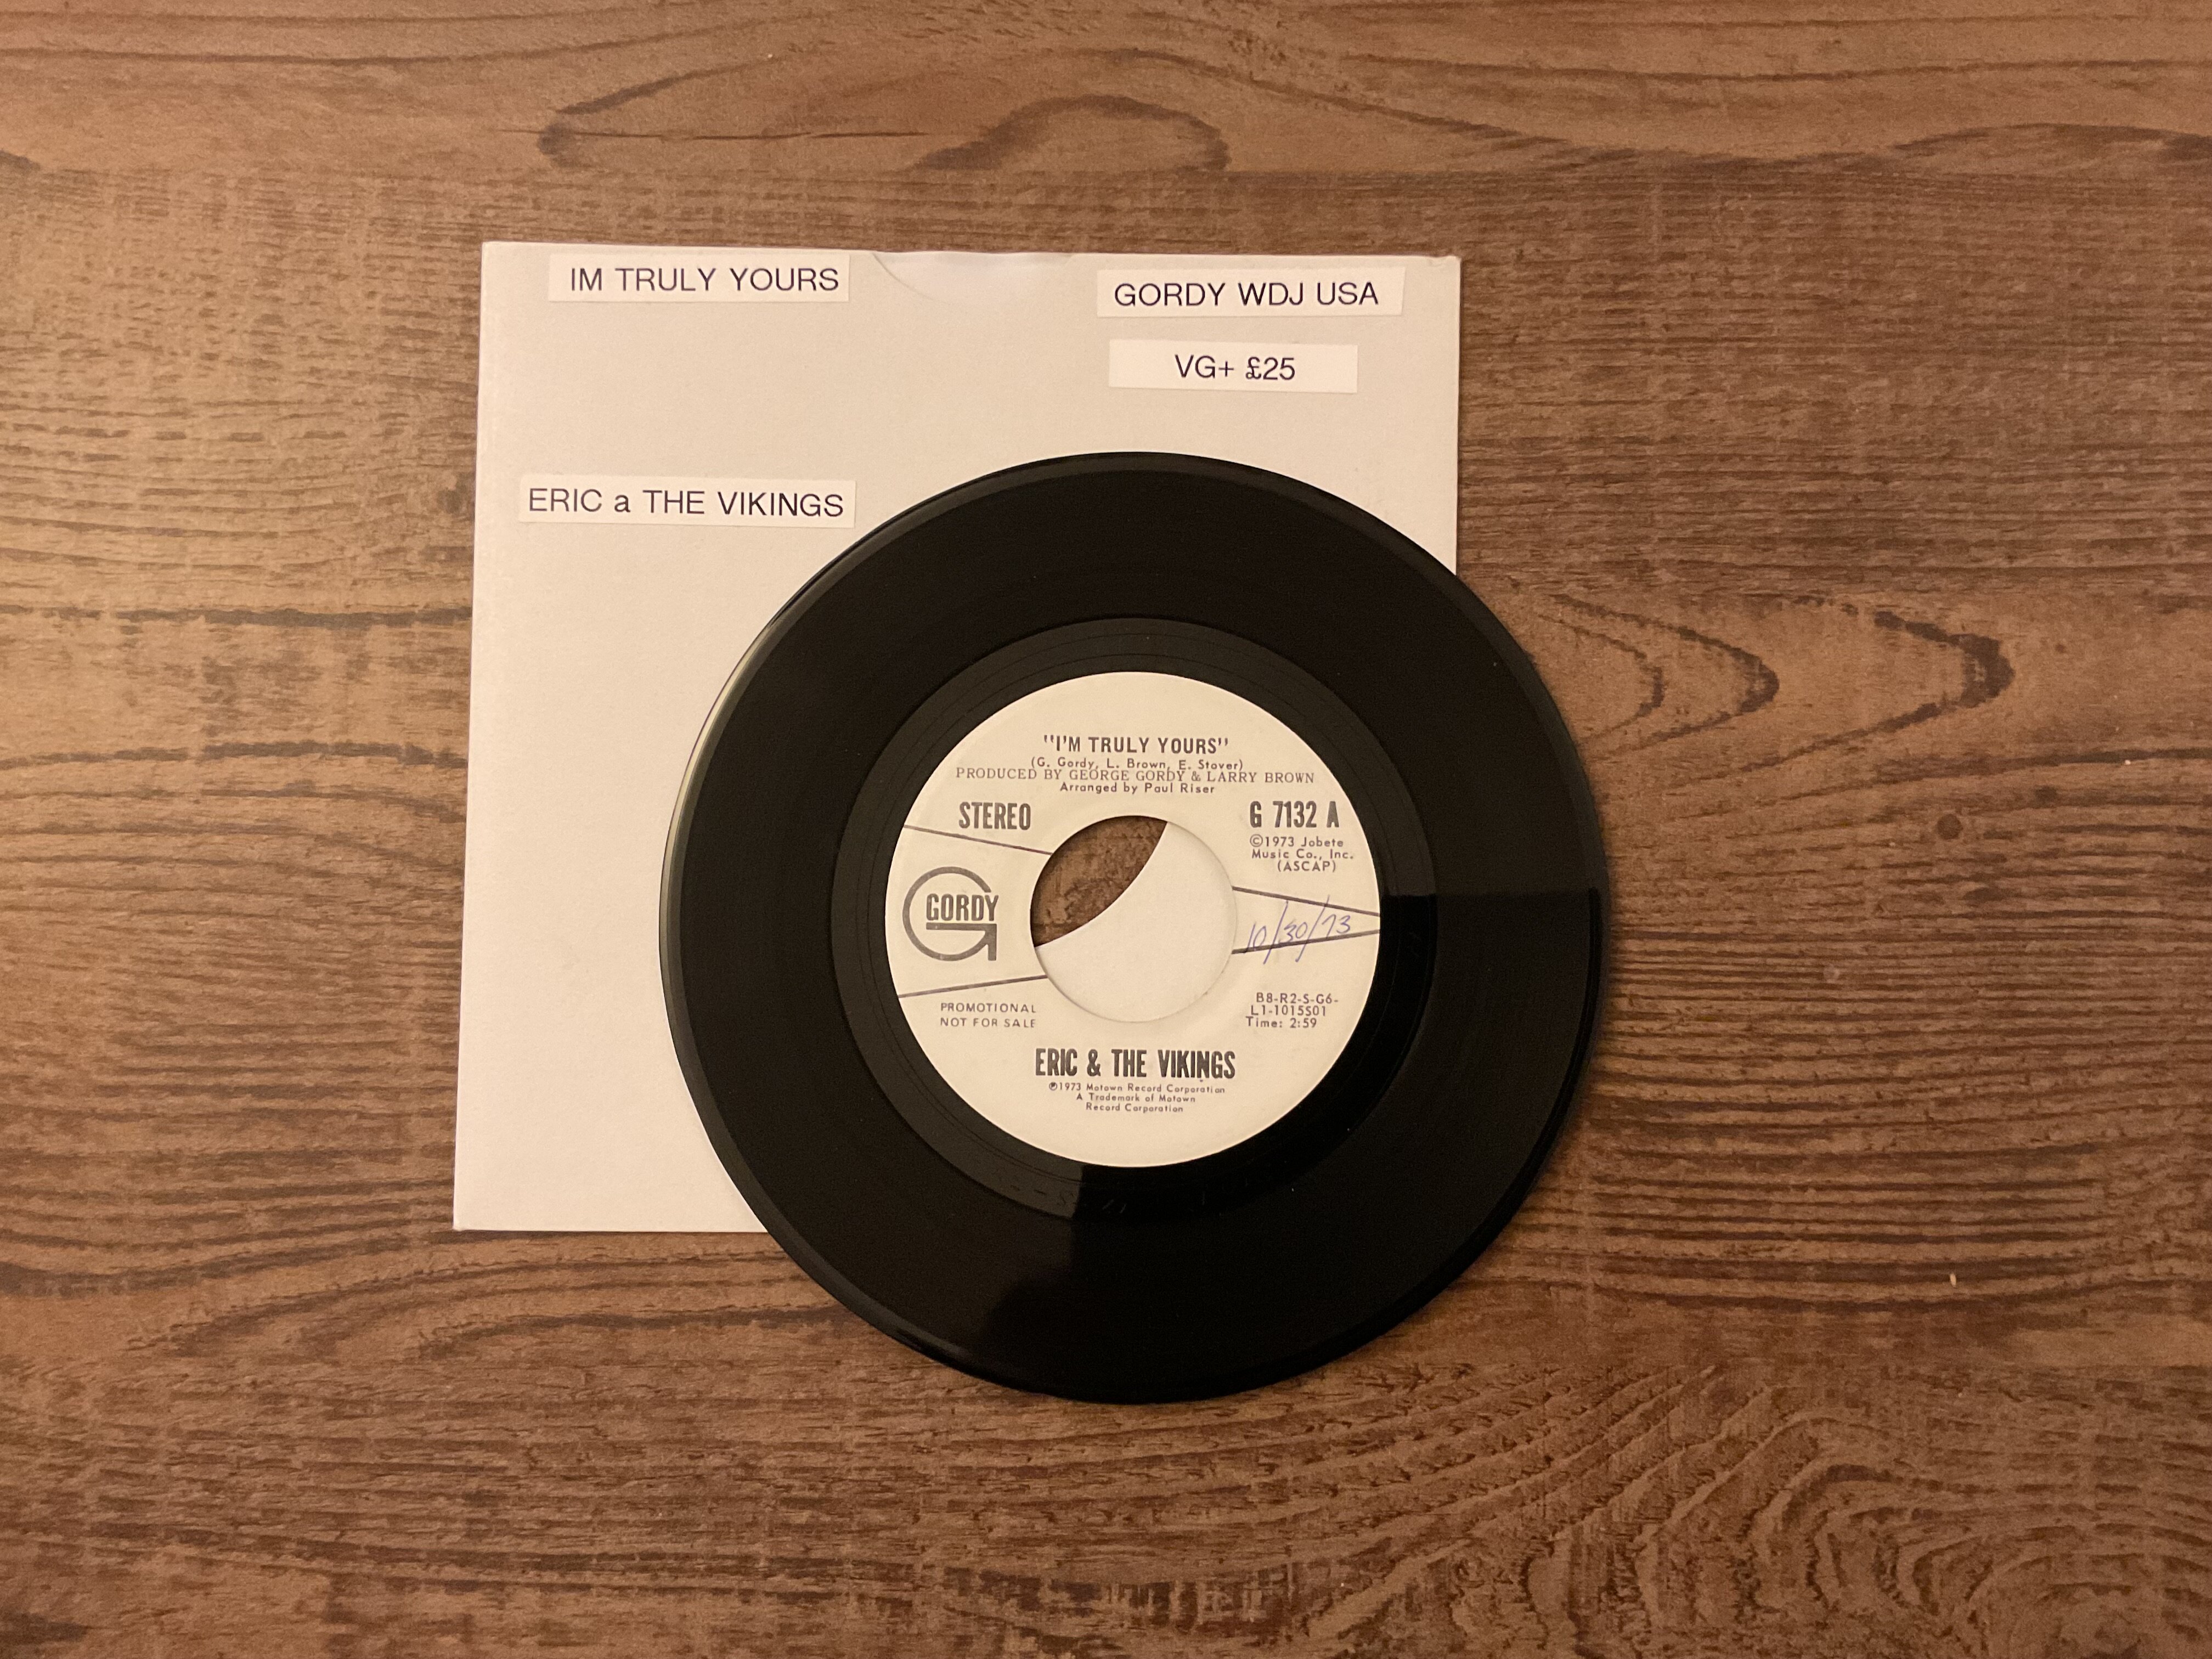 IM TRULY YOURS
GORDY WDJ USA
VG+ £25
ERIC a THE VIKINGS
"I'M TRULY YOURS"
(G. Gordy, L. Brown, E. Stover)
PRODUCED BY GEORGE GORDY & LARRY BROWN
Arranged by Paul Riser
STEREO
G 7132 A
©1973 Jobete
Music Co., Inc.
(ASCAP)
GORDY
10/30/73
PROMOTIONAL
NOT FOR SALE
B8-R2-S-G6-
L1-1015S01
Time: 2:59
ERIC & THE VIKINGS
℗1973 Motown Record Corporation
A Trademark of Motown
Record Corporation